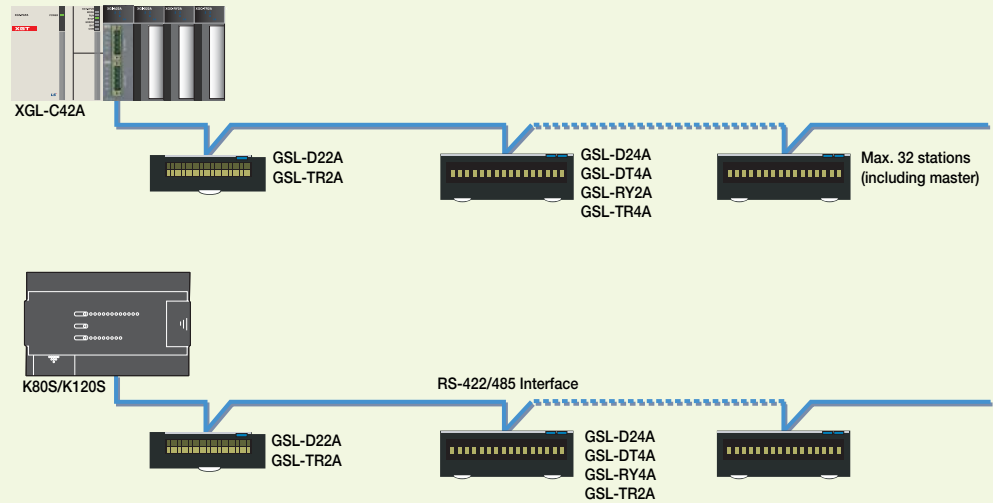 XGT
XGL-C42A
GSL-D22A
GSL-TR2A
GSL-D24A
GSL-DT4A
GSL-RY2A
GSL-TR4A
Max. 32 stations
(including master)
K80S/K120S
RS-422/485 Interface
GSL-D22A
GSL-TR2A
GSL-D24A
GSL-DT4A
GSL-RY4A
GSL-TR2A